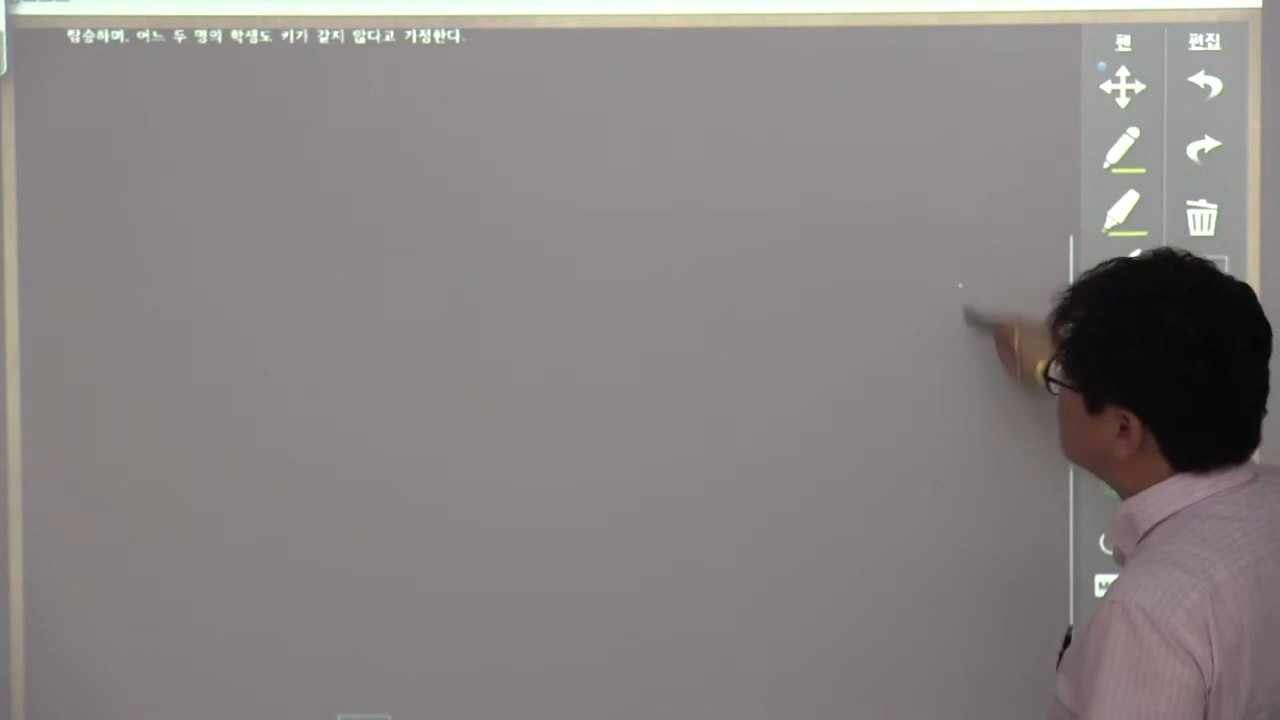 탑승하며, 어느 두 명의 학생도 키가 같지 않다고 가정한다.
펜
편집